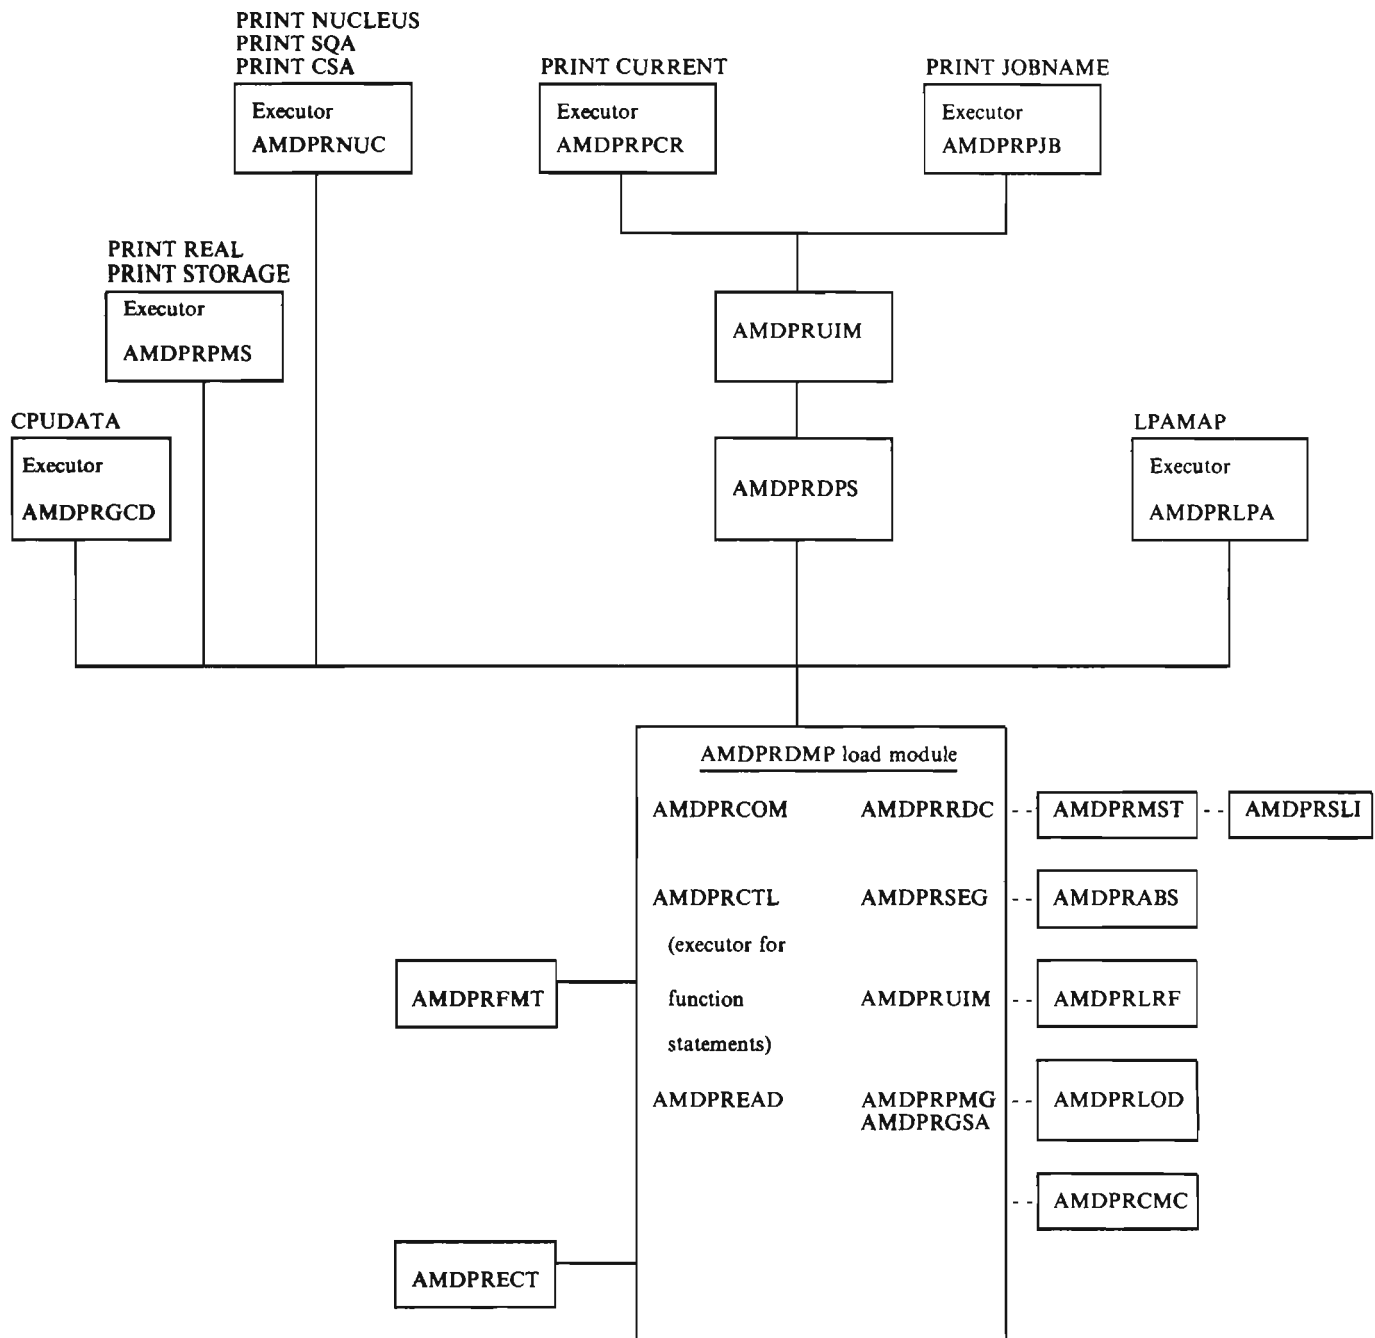 PRINT NUCLEUS
PRINT SQA
PRINT CSA
Executor
AMDPRNUC
PRINT CURRENT
Executor
AMDPRPCR
PRINT JOBNAME
Executor
AMDPRPJB
PRINT REAL
PRINT STORAGE
Executor
AMDPRPMS
AMDPRUIM
CPUDATA
Executor
AMDPRGCD
AMDPRDPS
LPAMAP
Executor
AMDPRLPA
AMDPRDMP load module
AMDPRCOM
AMDPRRDC
AMDPRMST
AMDPRSLI
AMDPRCTL
(executor for
function
statements)
AMDPRSEG
AMDPRABS
AMDPRFMT
AMDPRUIM
AMDPRLRF
AMDPREAD
AMDPRPMG
AMDPRGSA
AMDPRLOD
AMDPRCMC
AMDPRECT